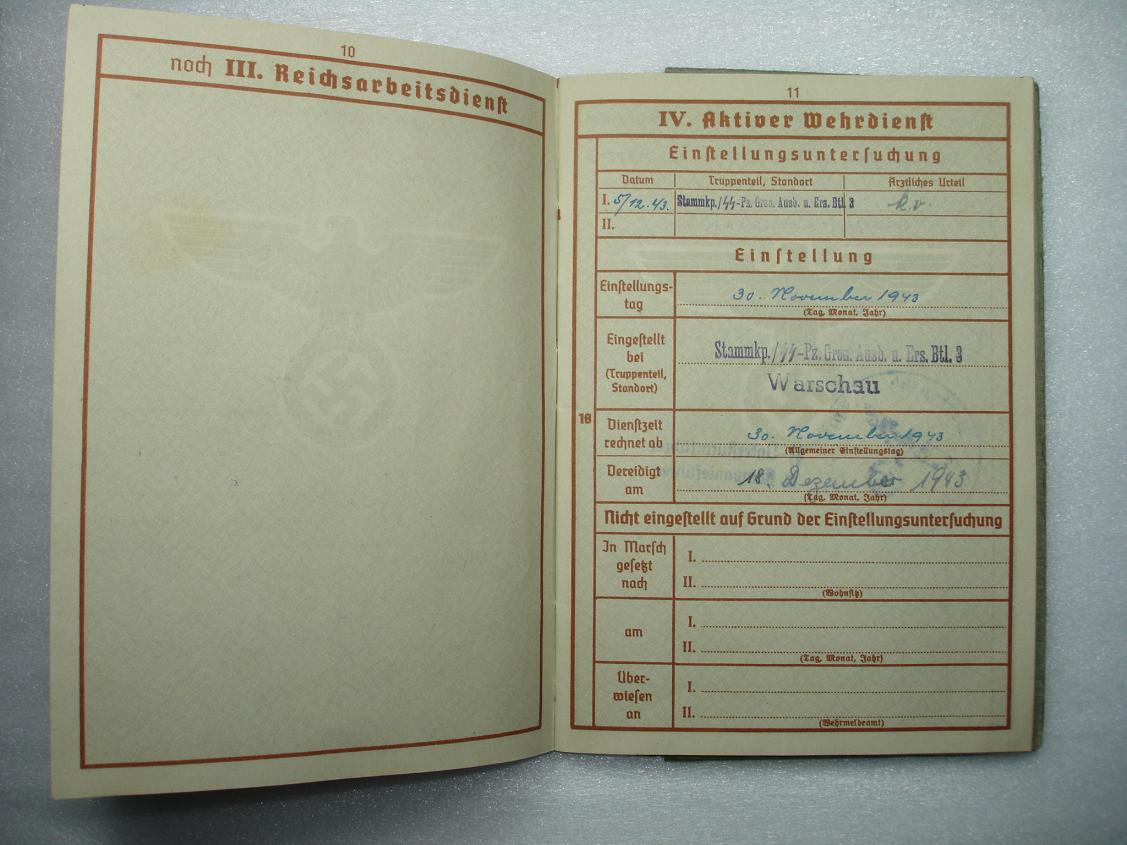 10
noch III. Reichsarbeitsdienst
11
IV. Aktiver Wehrdienst
Einstellungsuntersuchung
Datum Truppenteil, Standort Ärztliches Urteil
I. 5/12.43. Stammkp./SS-Pz. Gren. Ausb. u. Ers. Btl. 3 k.v.
II.
Einstellung
Einstellungs-
tag
30. November 1943
(Tag, Monat, Jahr)
Eingestellt
bei
(Truppenteil,
Standort)
Stammkp./SS-Pz. Gren. Ausb. u. Ers. Btl. 3
Warschau
18
Dienstzeit
rechnet ab
30. November 1943
(Allgemeiner Einstellungstag)
Vereidigt
am
18. Dezember 1943
(Tag, Monat, Jahr)
Nicht eingestellt auf Grund der Einstellungsuntersuchung
In Marsch
gesetzt
nach
I.
II.
(Wohnsitz)
am
I.
II.
(Tag, Monat, Jahr)
Über-
wiesen
an
I.
II.
(Wehrmeldeamt)